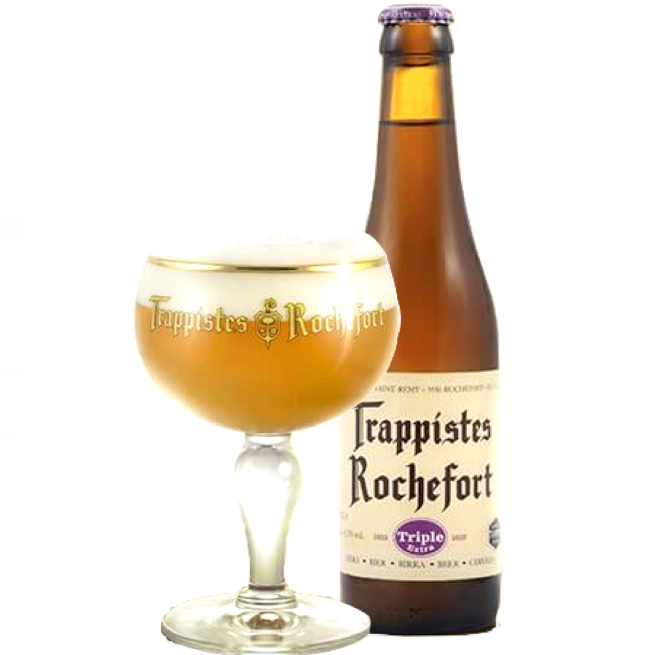 Trappistes Rochefort
SAINT-REMY - 5580 ROCHEFORT
Trappistes
Rochefort
Triple
Extra
BIER • BIRRA • BEER •